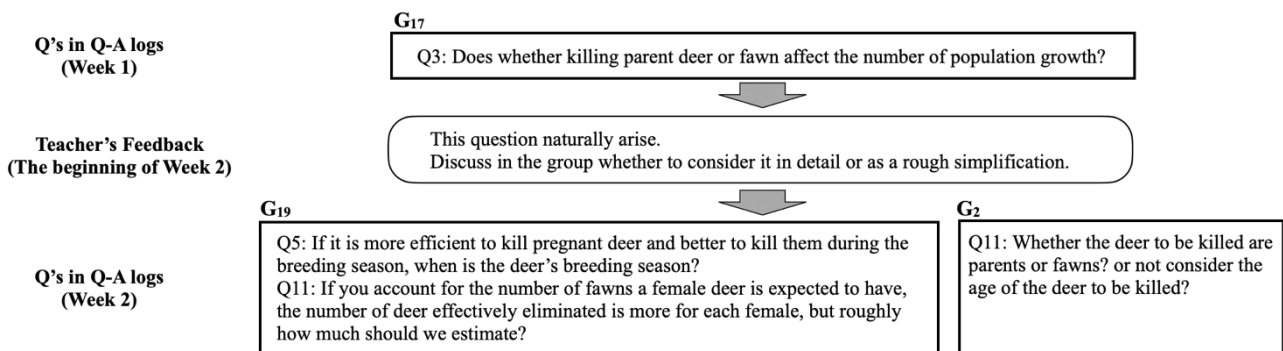 G17
Q's in Q-A logs
(Week 1)
Q3: Does whether killing parent deer or fawn affect the number of population growth?
Teacher's Feedback
(The beginning of Week 2)
This question naturally arise.
Discuss in the group whether to consider it in detail or as a rough simplification.
G19
G2
Q's in Q-A logs
(Week 2)
Q5: If it is more efficient to kill pregnant deer and better to kill them during the
breeding season, when is the deer's breeding season?
Q11: If you account for the number of fawns a female deer is expected to have,
the number of deer effectively eliminated is more for each female, but roughly
how much should we estimate?
Q11: Whether the deer to be killed are
parents or fawns? or not consider the
age of the deer to be killed?